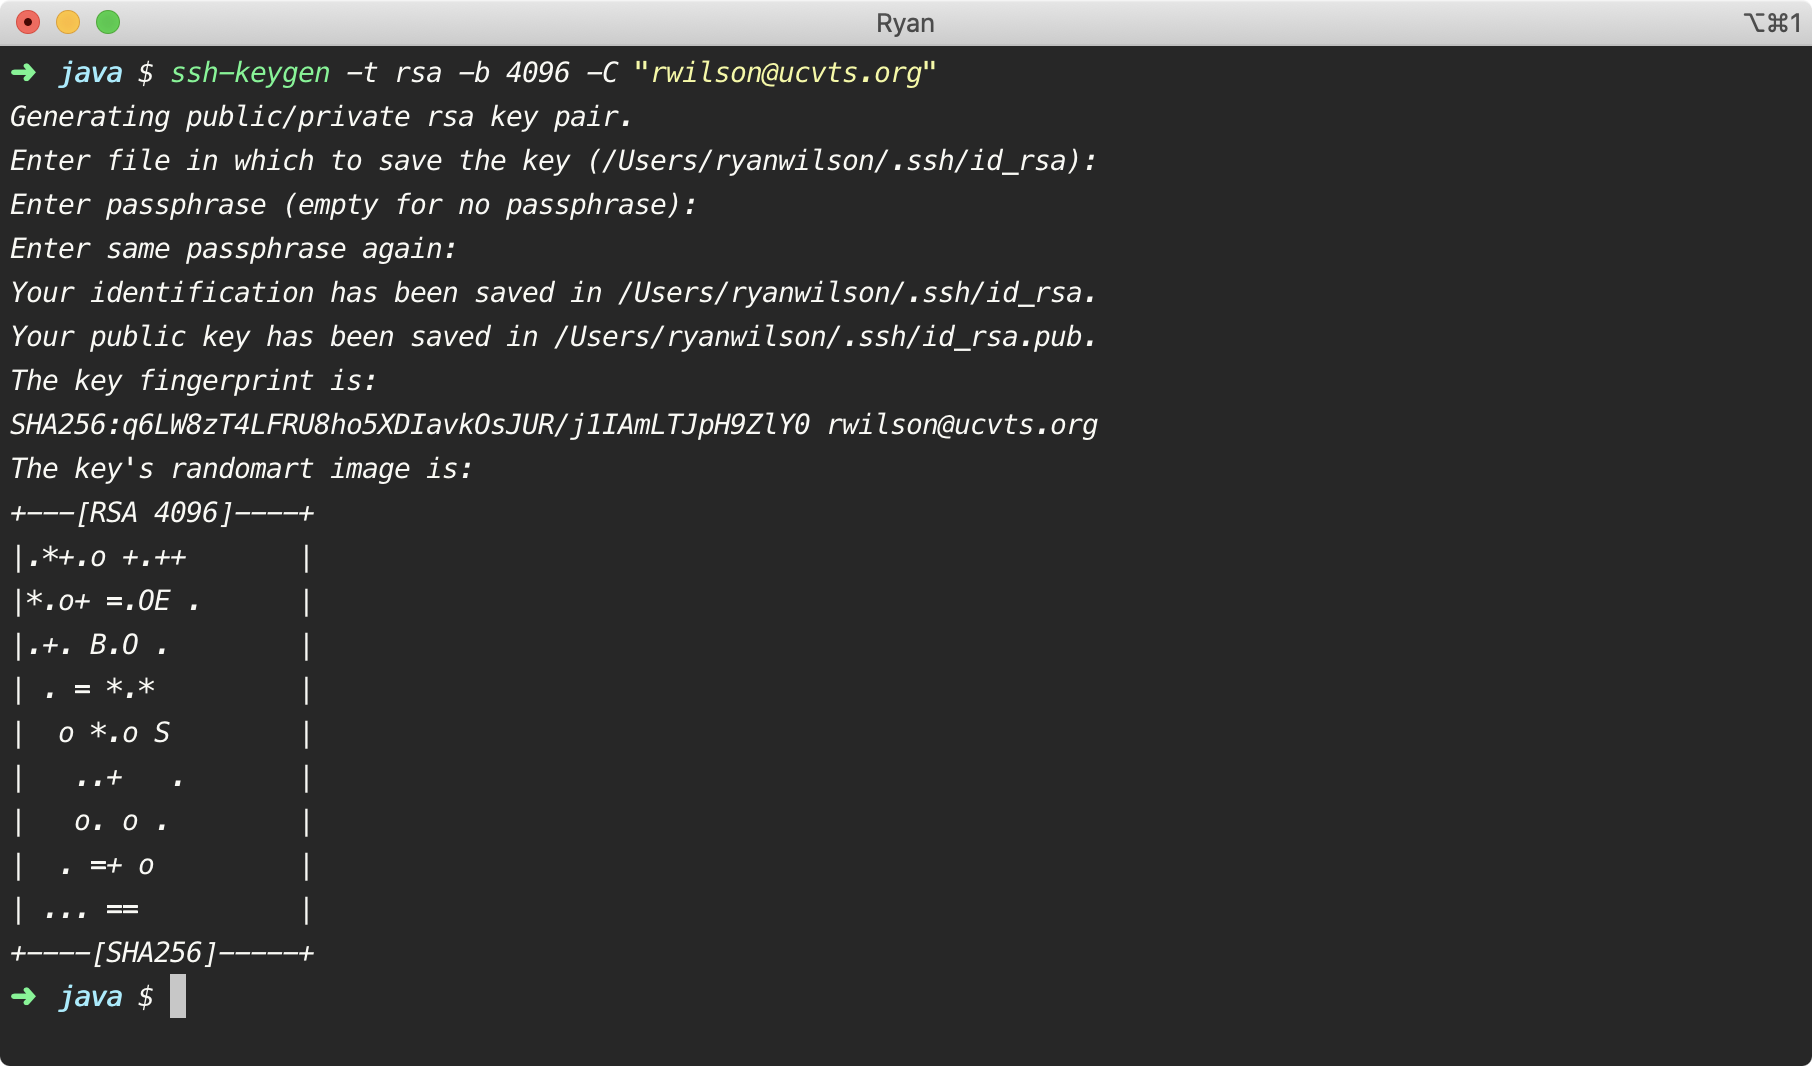 Ryan
⌥⌘1
➜  java $ ssh-keygen -t rsa -b 4096 -C "rwilson@ucvts.org"
Generating public/private rsa key pair.
Enter file in which to save the key (/Users/ryanwilson/.ssh/id_rsa):
Enter passphrase (empty for no passphrase):
Enter same passphrase again:
Your identification has been saved in /Users/ryanwilson/.ssh/id_rsa.
Your public key has been saved in /Users/ryanwilson/.ssh/id_rsa.pub.
The key fingerprint is:
SHA256:q6LW8zT4LFRU8ho5XDIavkOsJUR/j1IAmLTJpH9ZlY0 rwilson@ucvts.org
The key's randomart image is:
+---[RSA 4096]----+
|.*+.o +.++       |
|*.o+ =.OE .      |
|.+. B.O .        |
| . = *.*         |
|  o *.o S        |
|   ..+   .       |
|   o. o .        |
|  . =+ o         |
| ... ==          |
+----[SHA256]-----+
➜  java $